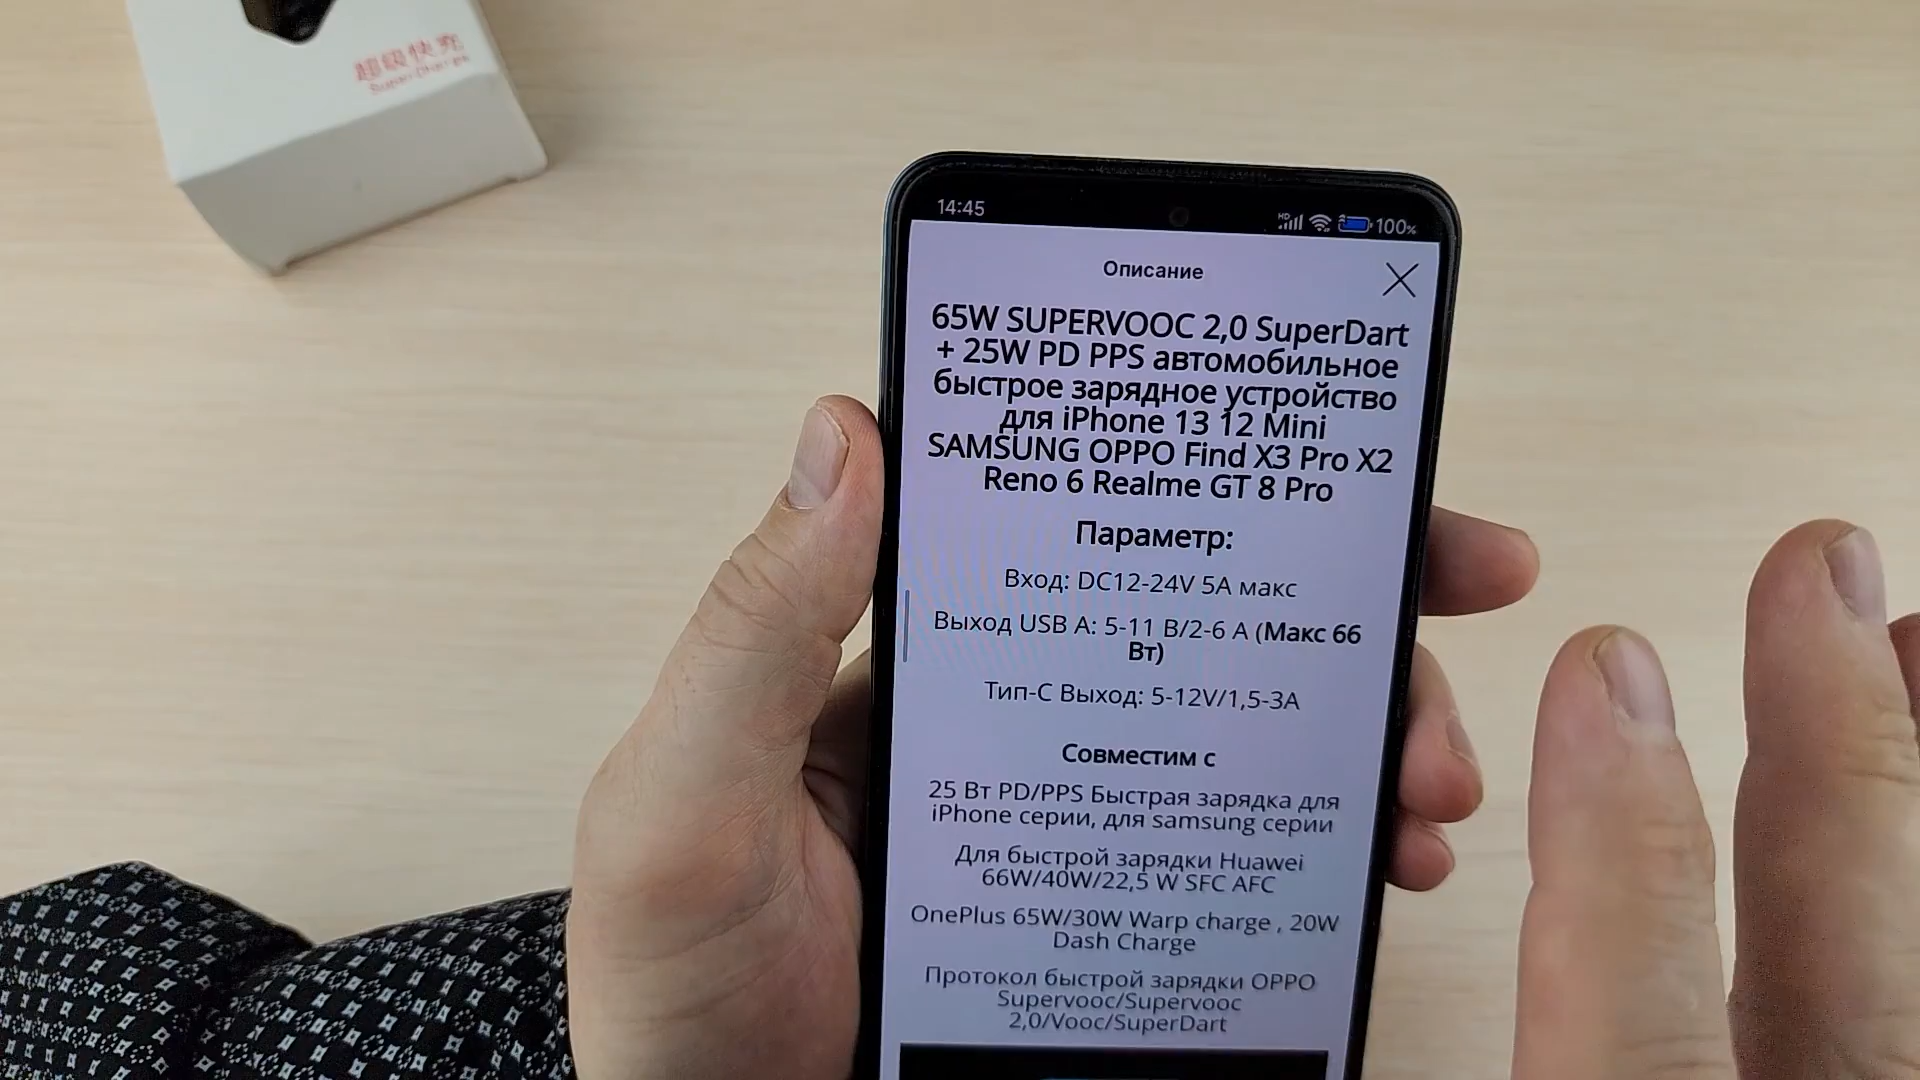 超级快充
SuperCharge
14:45
HD
100%
Описание
65W SUPERVOOC 2,0 SuperDart
+ 25W PD PPS автомобильное
быстрое зарядное устройство
для iPhone 13 12 Mini
SAMSUNG OPPO Find X3 Pro X2
Reno 6 Realme GT 8 Pro
Параметр:
Вход: DC12-24V 5A макс
Выход USB A: 5-11 В/2-6 А (Макс 66
Вт)
Тип-C Выход: 5-12V/1,5-3A
Совместим с
25 Вт PD/PPS Быстрая зарядка для
iPhone серии, для samsung серии
Для быстрой зарядки Huawei
66W/40W/22,5 W SFC AFC
OnePlus 65W/30W Warp charge , 20W
Dash Charge
Протокол быстрой зарядки OPPO
Supervooc/Supervooc
2,0/Vooc/SuperDart